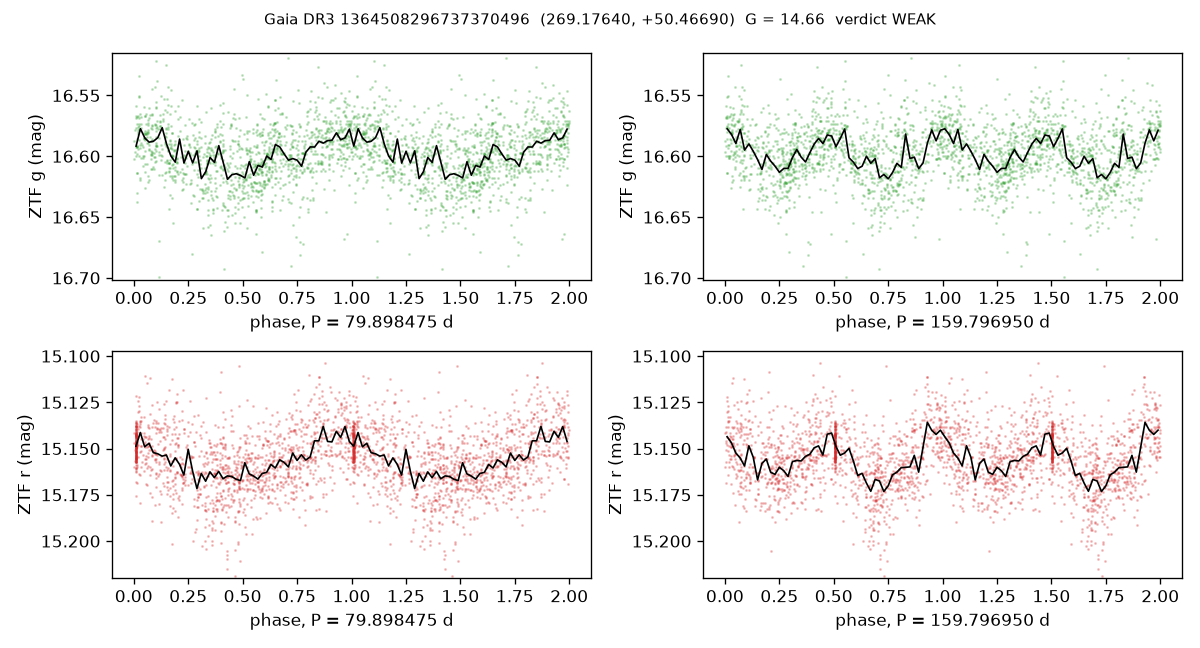 Gaia DR3 1364508296737370496  (269.17640, +50.46690)  G = 14.66  verdict WEAK
ZTF g (mag)
16.55
16.60
16.65
16.70
0.00 0.25 0.50 0.75 1.00 1.25 1.50 1.75 2.00
phase, P = 79.898475 d
ZTF g (mag)
16.55
16.60
16.65
16.70
0.00 0.25 0.50 0.75 1.00 1.25 1.50 1.75 2.00
phase, P = 159.796950 d
ZTF r (mag)
15.100
15.125
15.150
15.175
15.200
0.00 0.25 0.50 0.75 1.00 1.25 1.50 1.75 2.00
phase, P = 79.898475 d
ZTF r (mag)
15.100
15.125
15.150
15.175
15.200
0.00 0.25 0.50 0.75 1.00 1.25 1.50 1.75 2.00
phase, P = 159.796950 d